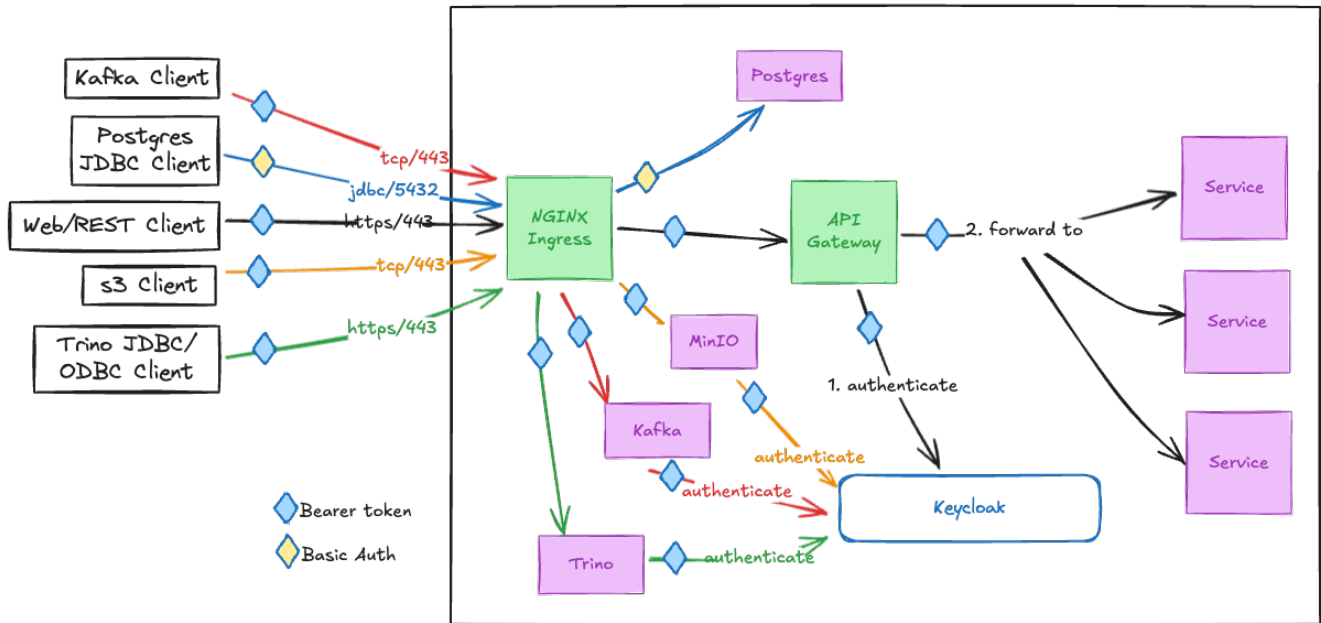 Kafka Client
Postgres
JDBC Client
Web/REST Client
s3 Client
Trino JDBC/
ODBC Client
tcp/443
jdbc/5432
https/443
tcp/443
https/443
NGINX
Ingress
Postgres
API
Gateway
2. forward to
Service
Service
Service
MinIO
1. authenticate
Kafka
authenticate
authenticate
Keycloak
Trino
authenticate
Bearer token
Basic Auth